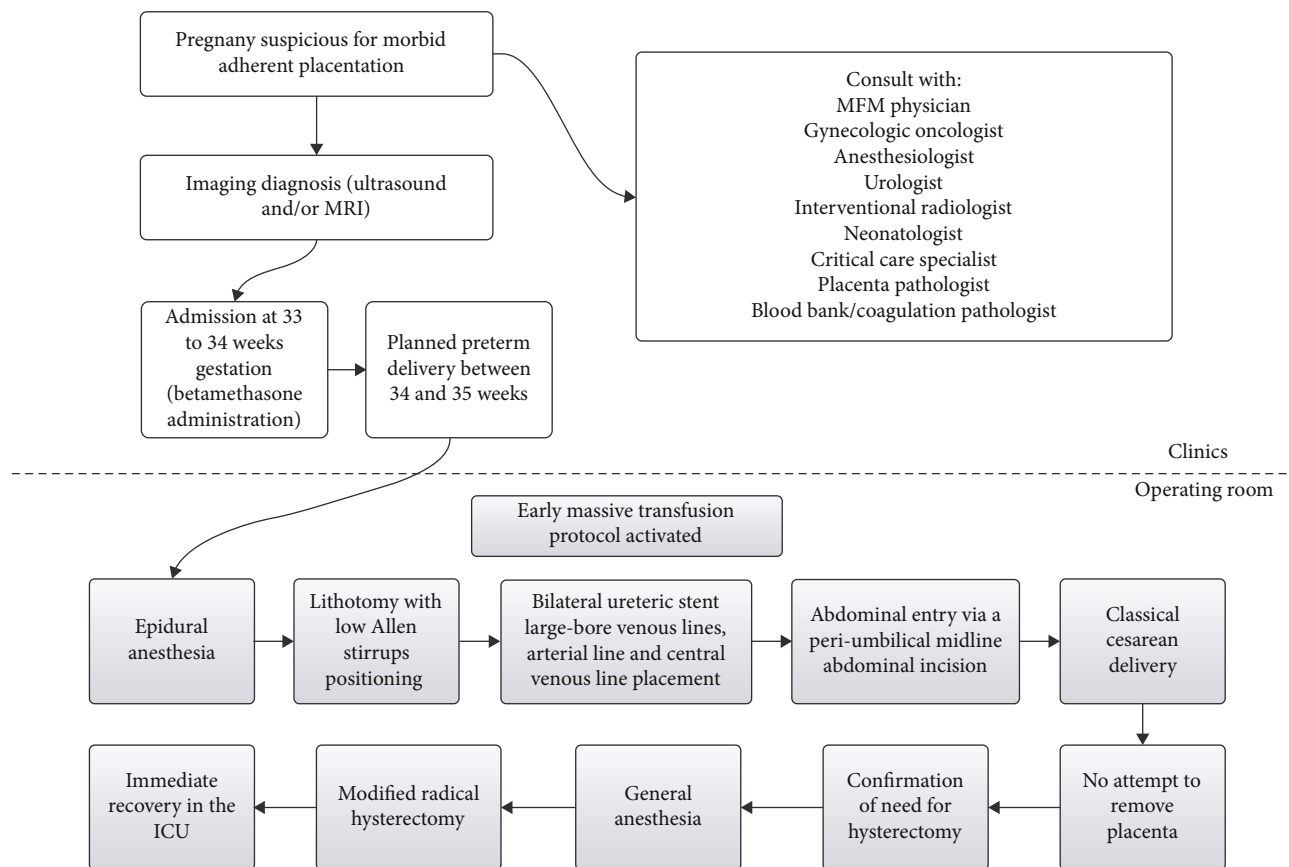 Pregnany suspicious for morbid
adherent placentation
Consult with:
MFM physician
Gynecologic oncologist
Anesthesiologist
Urologist
Interventional radiologist
Neonatologist
Critical care specialist
Placenta pathologist
Blood bank/coagulation pathologist
Imaging diagnosis (ultrasound
and/or MRI)
Admission at 33
to 34 weeks
gestation
(betamethasone
administration)
Planned preterm
delivery between
34 and 35 weeks
Clinics
Operating room
Early massive transfusion
protocol activated
Epidural
anesthesia
Lithotomy with
low Allen
stirrups
positioning
Bilateral ureteric stent
large-bore venous lines,
arterial line and central
venous line placement
Abdominal entry via a
peri-umbilical midline
abdominal incision
Classical
cesarean
delivery
No attempt to
remove
placenta
Confirmation
of need for
hysterectomy
General
anesthesia
Modified radical
hysterectomy
Immediate
recovery in the
ICU